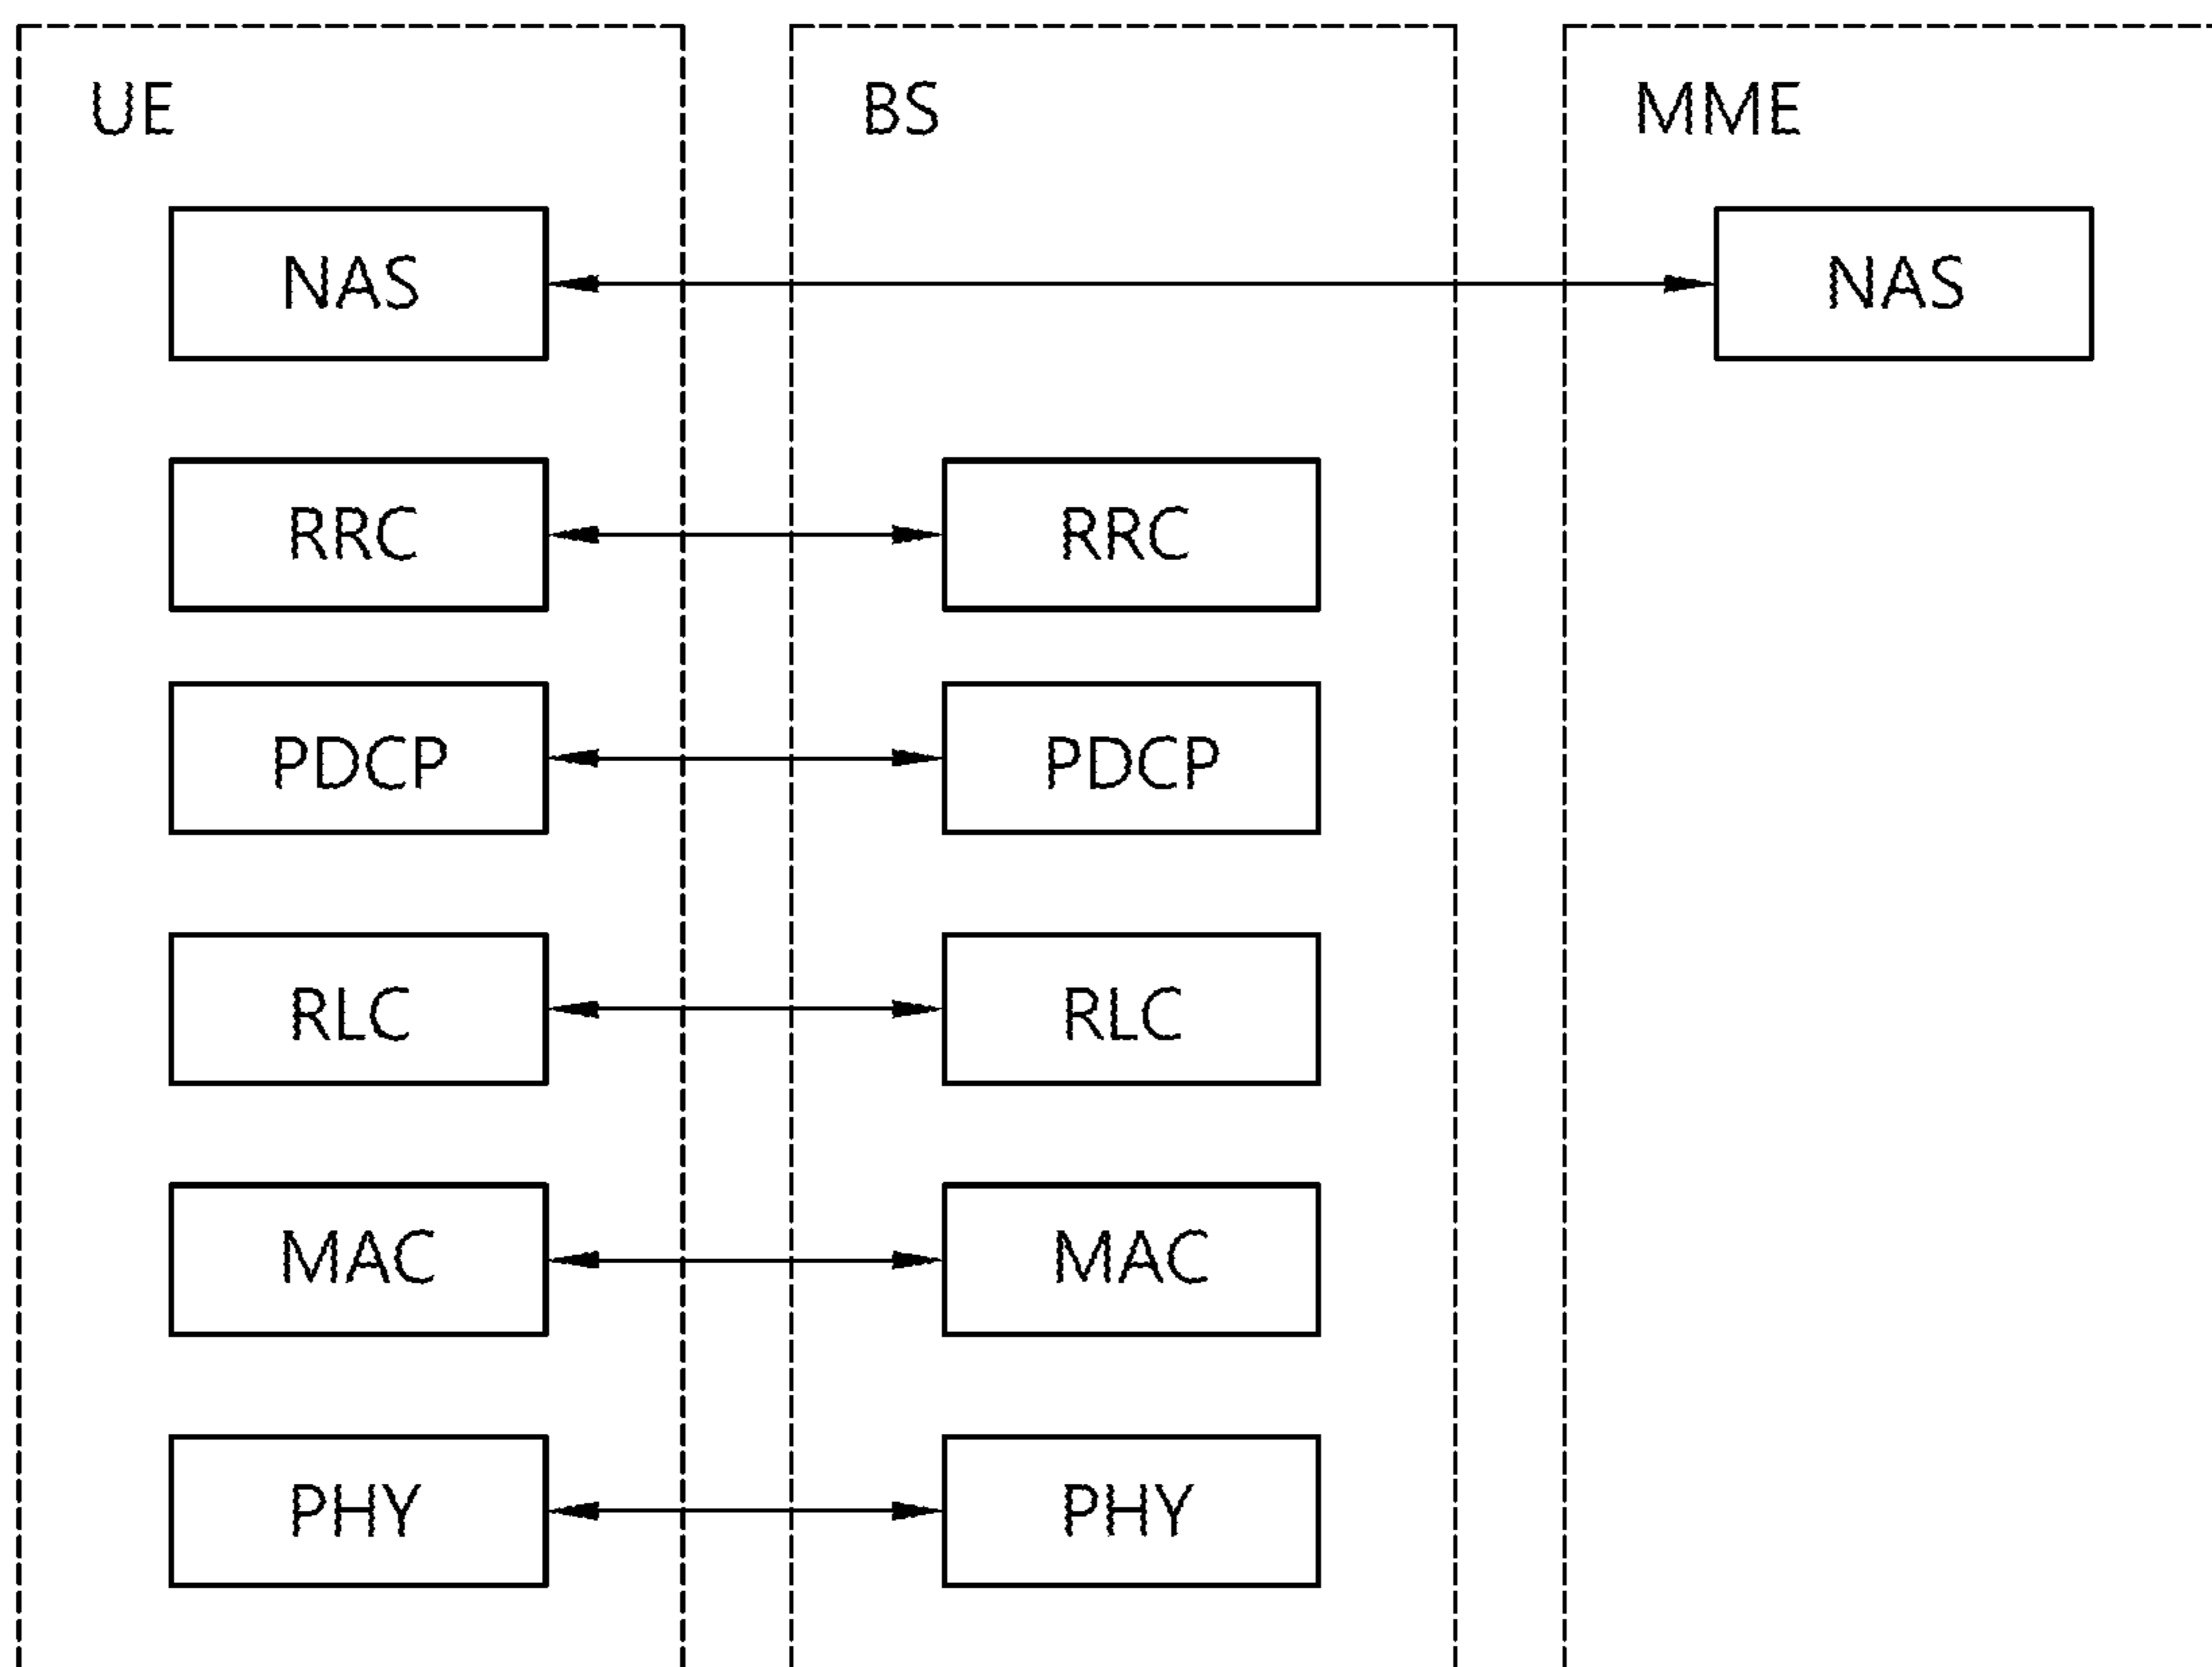 UE BS MME
NAS NAS
RRC RRC
PDCP PDCP
RLC RLC
MAC MAC
PHY PHY